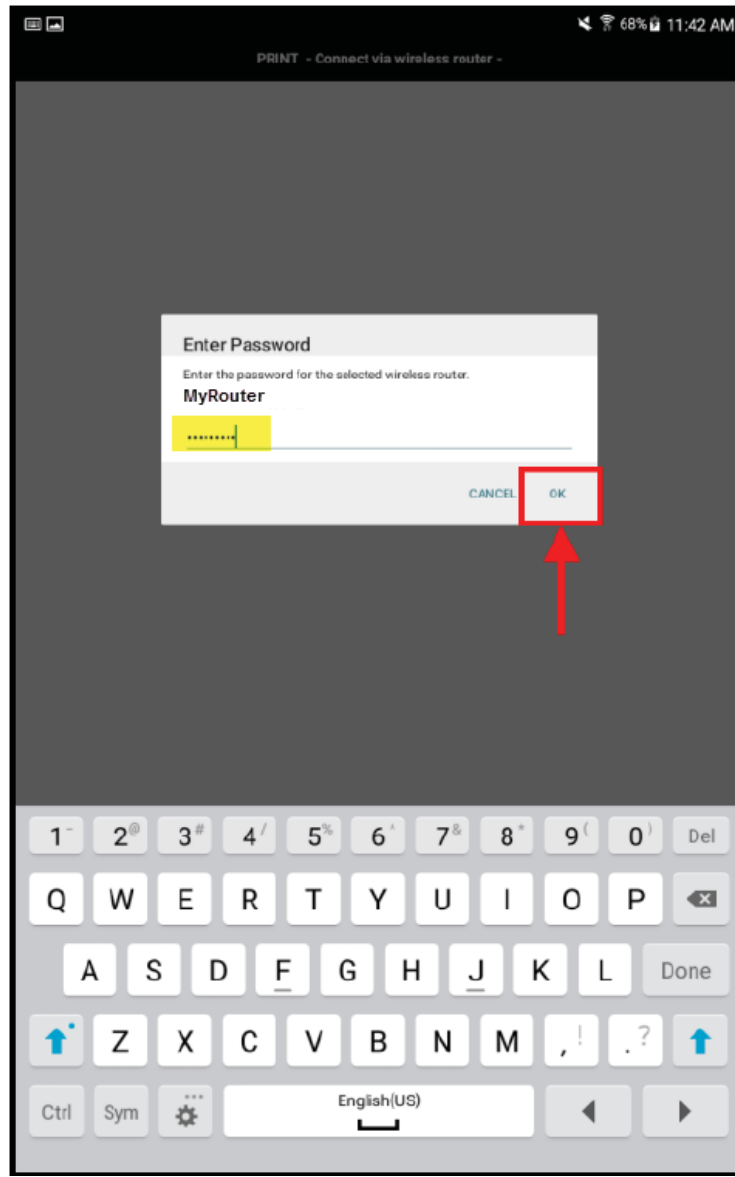 68% 11:42 AM
PRINT - Connect via wireless router -
Enter Password
Enter the password for the selected wireless router.
MyRouter
•••••••••
CANCEL OK
1 - 2 @ 3 # 4 / 5 % 6 ^ 7 & 8 * 9 ( 0 ) Del
Q W E R T Y U I O P
A S D F G H J K L Done
Z X C V B N M , ! . ?
Ctrl Sym English(US)